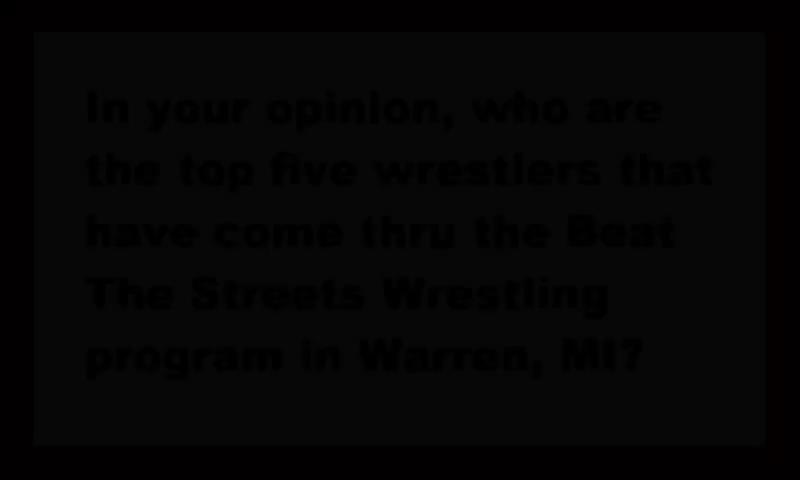 In your opinion, who are
the top five wrestlers that
have come thru the Beat
The Streets Wrestling
program in Warren, MI?